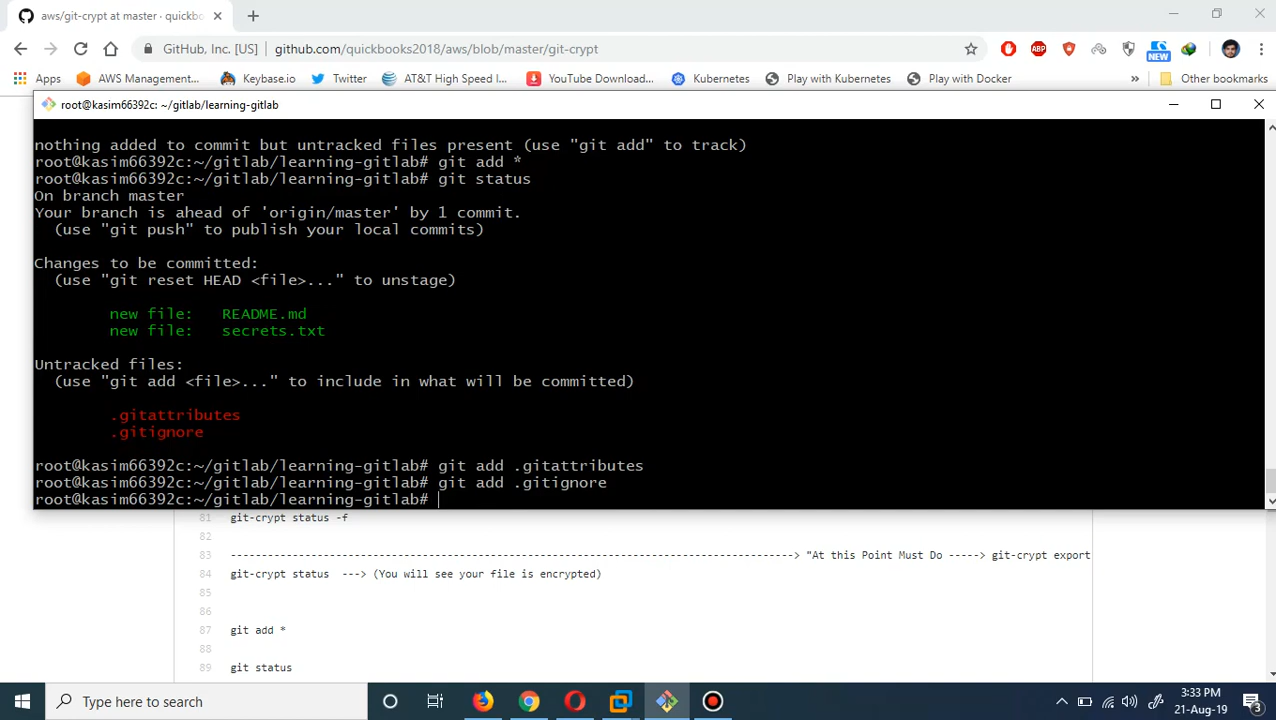 aws/git-crypt at master · quickbo
GitHub, Inc. [US] | github.com/quickbooks2018/aws/blob/master/git-crypt
ABP
NEW
Apps AWS Management... Keybase.io Twitter AT&T High Speed I... YouTube Download... Kubernetes Play with Kubernetes Play with Docker » Other bookmarks
root@kasim66392c: ~/gitlab/learning-gitlab
nothing added to commit but untracked files present (use "git add" to track)
root@kasim66392c:~/gitlab/learning-gitlab# git add *
root@kasim66392c:~/gitlab/learning-gitlab# git status
On branch master
Your branch is ahead of 'origin/master' by 1 commit.
(use "git push" to publish your local commits)
Changes to be committed:
(use "git reset HEAD <file>..." to unstage)
new file: README.md
new file: secrets.txt
Untracked files:
(use "git add <file>..." to include in what will be committed)
.gitattributes
.gitignore
root@kasim66392c:~/gitlab/learning-gitlab# git add .gitattributes
root@kasim66392c:~/gitlab/learning-gitlab# git add .gitignore
root@kasim66392c:~/gitlab/learning-gitlab#
81 git-crypt status -f
82
83 -----------------------------------------------------------------------------------------> "At this Point Must Do -----> git-crypt export
84 git-crypt status ---> (You will see your file is encrypted)
85
86
87 git add *
88
89 git status
Type here to search
3:33 PM
21-Aug-19
3